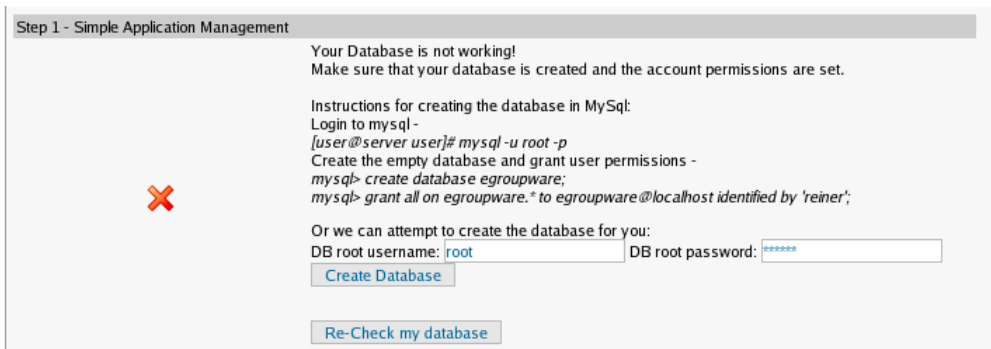 Step 1 - Simple Application Management
Your Database is not working!
Make sure that your database is created and the account permissions are set.
Instructions for creating the database in MySql:
Login to mysql -
[user@server user]# mysql -u root -p
Create the empty database and grant user permissions -
mysql> create database egroupware;
mysql> grant all on egroupware.* to egroupware@localhost identified by 'reiner';
Or we can attempt to create the database for you:
DB root username: root DB root password: ******
Create Database
Re-Check my database